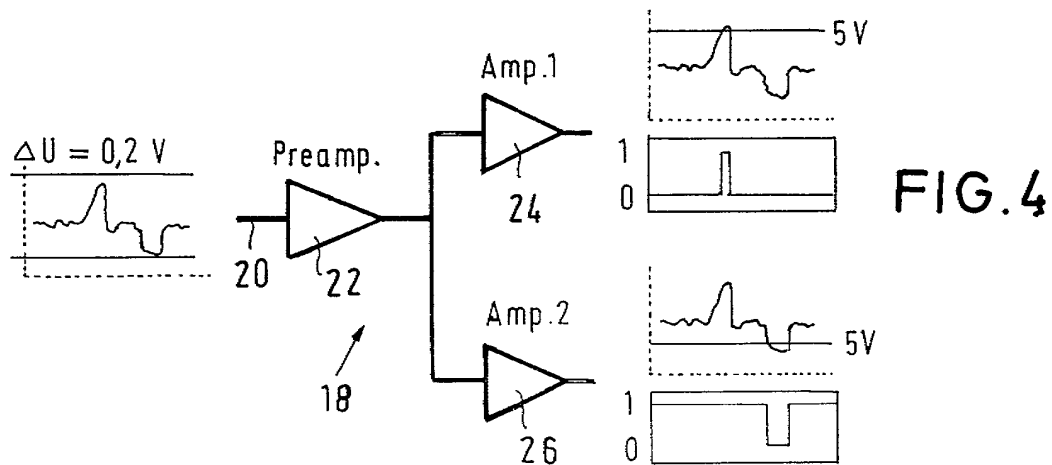 ΔU = 0,2 V
20
Preamp.
22
18
Amp.1
24
5V
1
0
Amp.2
26
5V
1
0
FIG.4